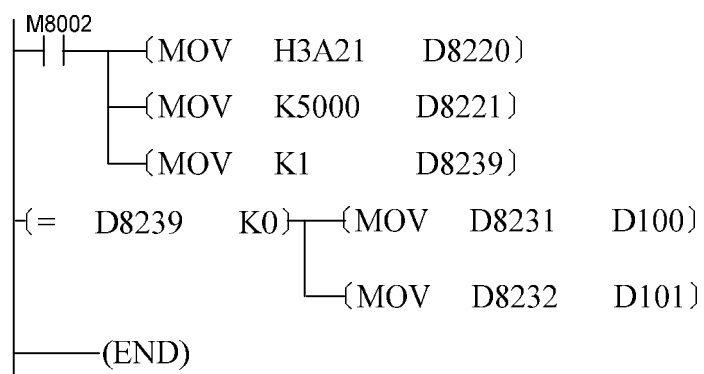 M8002
(MOV H3A21 D8220)
(MOV K5000 D8221)
(MOV K1 D8239)
(= D8239 K0) (MOV D8231 D100)
(MOV D8232 D101)
(END)